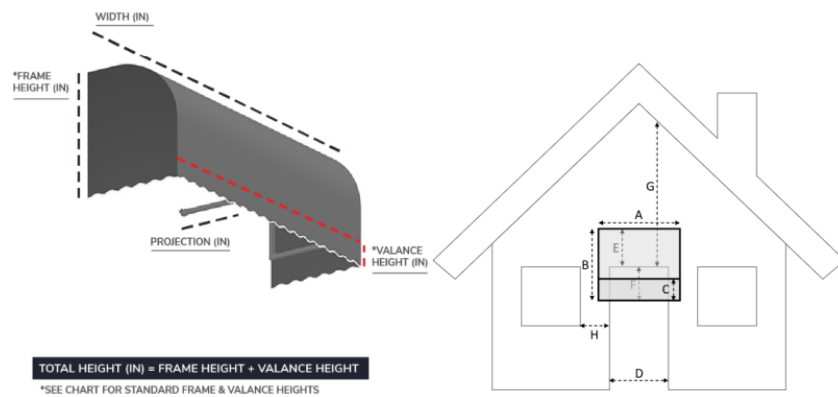 WIDTH (IN)
*FRAME
HEIGHT (IN)
PROJECTION (IN)
*VALANCE
HEIGHT (IN)
TOTAL HEIGHT (IN) = FRAME HEIGHT + VALANCE HEIGHT
*SEE CHART FOR STANDARD FRAME & VALANCE HEIGHTS
G
A
E
B
F
C
H
D